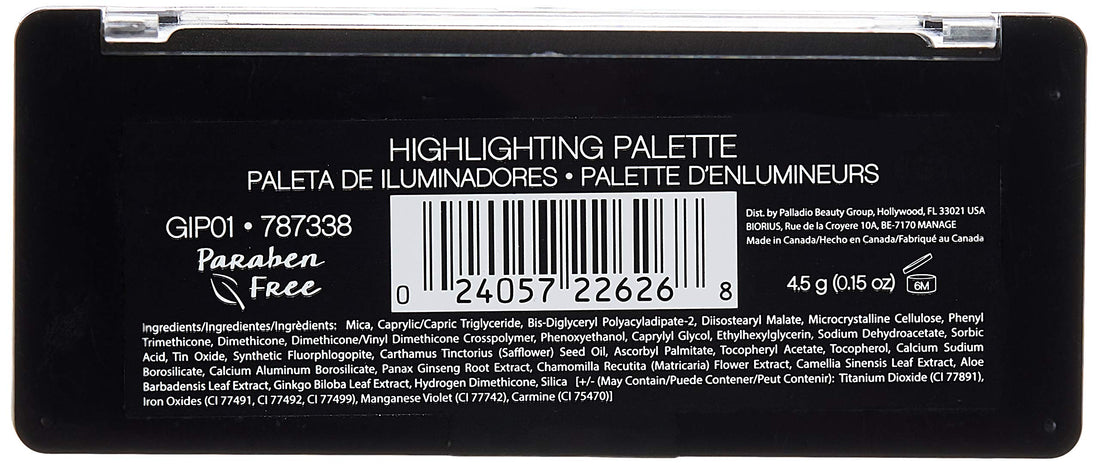 HIGHLIGHTING PALETTE
PALETA DE ILUMINADORES • PALETTE D'ENLUMINEURS
GIP01 • 787338
Paraben
Free
0 24057 22626 8
Dist. by Palladio Beauty Group, Hollywood, FL 33021 USA
BIORIUS, Rue de la Croyere 10A, BE-7170 MANAGE
Made in Canada/Hecho en Canada/Fabriqué au Canada
4.5 g (0.15 oz) 6M
Ingredients/Ingredientes/Ingrèdients: Mica, Caprylic/Capric Triglyceride, Bis-Diglyceryl Polyacyladipate-2, Diisostearyl Malate, Microcrystalline Cellulose, Phenyl
Trimethicone, Dimethicone, Dimethicone/Vinyl Dimethicone Crosspolymer, Phenoxyethanol, Caprylyl Glycol, Ethylhexylglycerin, Sodium Dehydroacetate, Sorbic
Acid, Tin Oxide, Synthetic Fluorphlogopite, Carthamus Tinctorius (Safflower) Seed Oil, Ascorbyl Palmitate, Tocopheryl Acetate, Tocopherol, Calcium Sodium
Borosilicate, Calcium Aluminum Borosilicate, Panax Ginseng Root Extract, Chamomilla Recutita (Matricaria) Flower Extract, Camellia Sinensis Leaf Extract, Aloe
Barbadensis Leaf Extract, Ginkgo Biloba Leaf Extract, Hydrogen Dimethicone, Silica [+/- (May Contain/Puede Contener/Peut Contenir): Titanium Dioxide (CI 77891),
Iron Oxides (CI 77491, CI 77492, CI 77499), Manganese Violet (CI 77742), Carmine (CI 75470)]